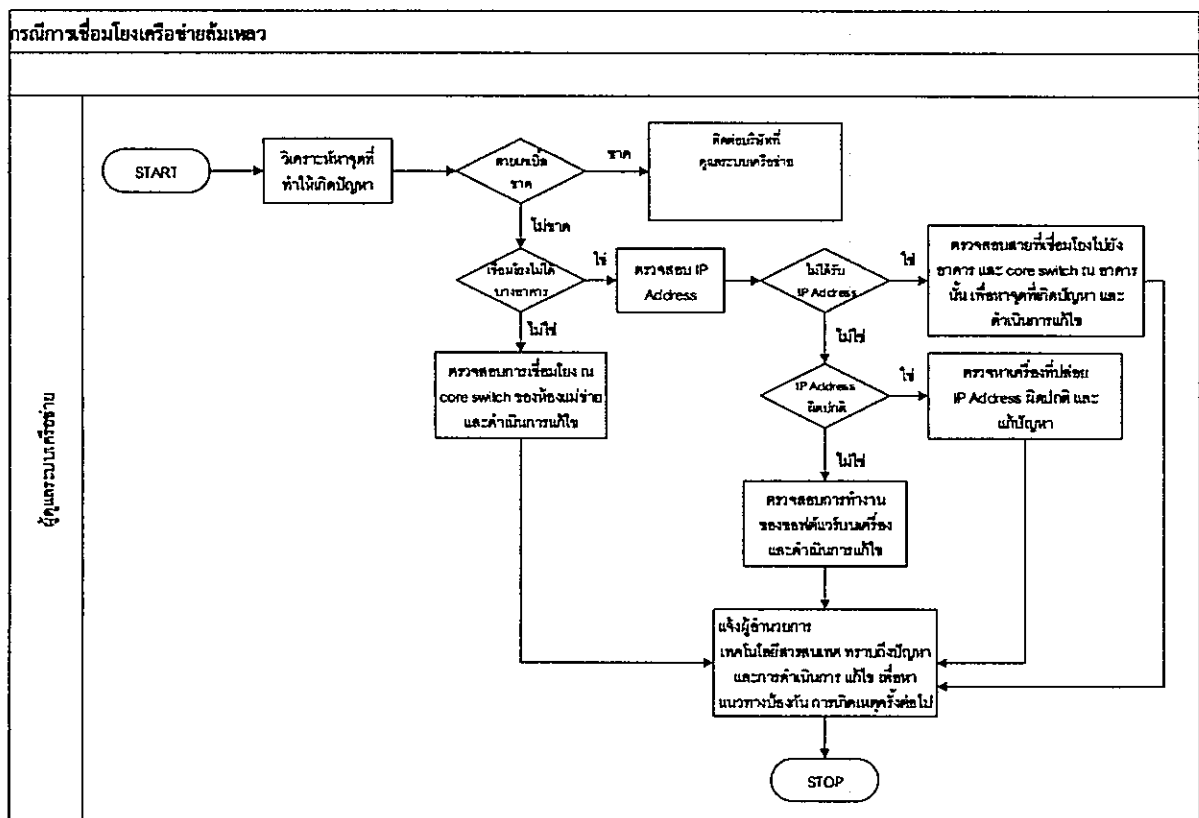 กรณีการเชื่อมโยงเครือข่ายล้มเหลว
START
วิเคราะห์หาจุดที่
ทำให้เกิดปัญหา
สายเคเบิ้ล
ขาด
ขาด
ติดต่อบริษัทที่
ดูแลระบบเครือข่าย
ไม่ขาด
เชื่อมโยงไม่ได้
บางอาคาร
ใช่
ตรวจสอบ IP
Address
ไม่ได้รับ
IP Address
ใช่
ตรวจสอบสายที่เชื่อมโยงไปยัง
อาคาร และ core switch ณ อาคาร
นั้น เพื่อหาจุดที่เกิดปัญหา และ
ดำเนินการแก้ไข
ไม่ใช่
ไม่ใช่
ตรวจสอบการเชื่อมโยง ณ
core switch ของห้องแม่ข่าย
และดำเนินการแก้ไข
IP Address
ผิดปกติ
ใช่
ตรวจหาเครื่องที่ปล่อย
IP Address ผิดปกติ และ
แก้ปัญหา
ไม่ใช่
ผู้ดูแลระบบเครือข่าย
ตรวจสอบการทำงาน
ของซอฟต์แวร์บนเครื่อง
และดำเนินการแก้ไข
แจ้งผู้อำนวยการ
เทคโนโลยีสารสนเทศ ทราบถึงปัญหา
และการดำเนินการ แก้ไข เพื่อหา
แนวทางป้องกัน การเกิดเหตุครั้งต่อไป
STOP